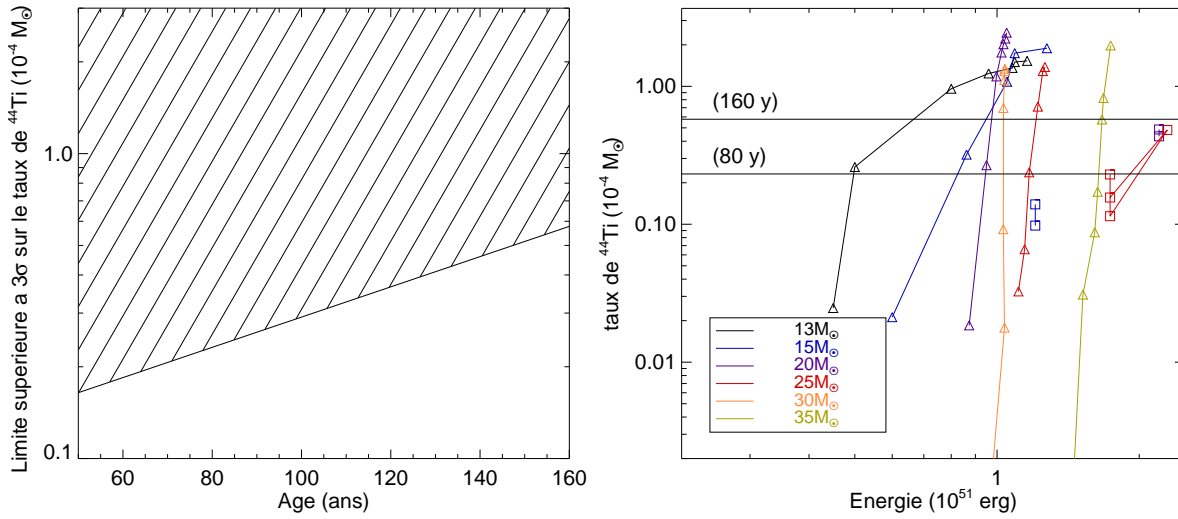 Limite superieure a 3σ sur le taux de ⁴⁴Ti (10⁻⁴ M☉)
1.0
0.1
60 80 100 120 140 160
Age (ans)
taux de ⁴⁴Ti (10⁻⁴ M☉)
1.00
0.10
0.01
(160 y)
(80 y)
13M☉
15M☉
20M☉
25M☉
30M☉
35M☉
1
Energie (10⁵¹ erg)